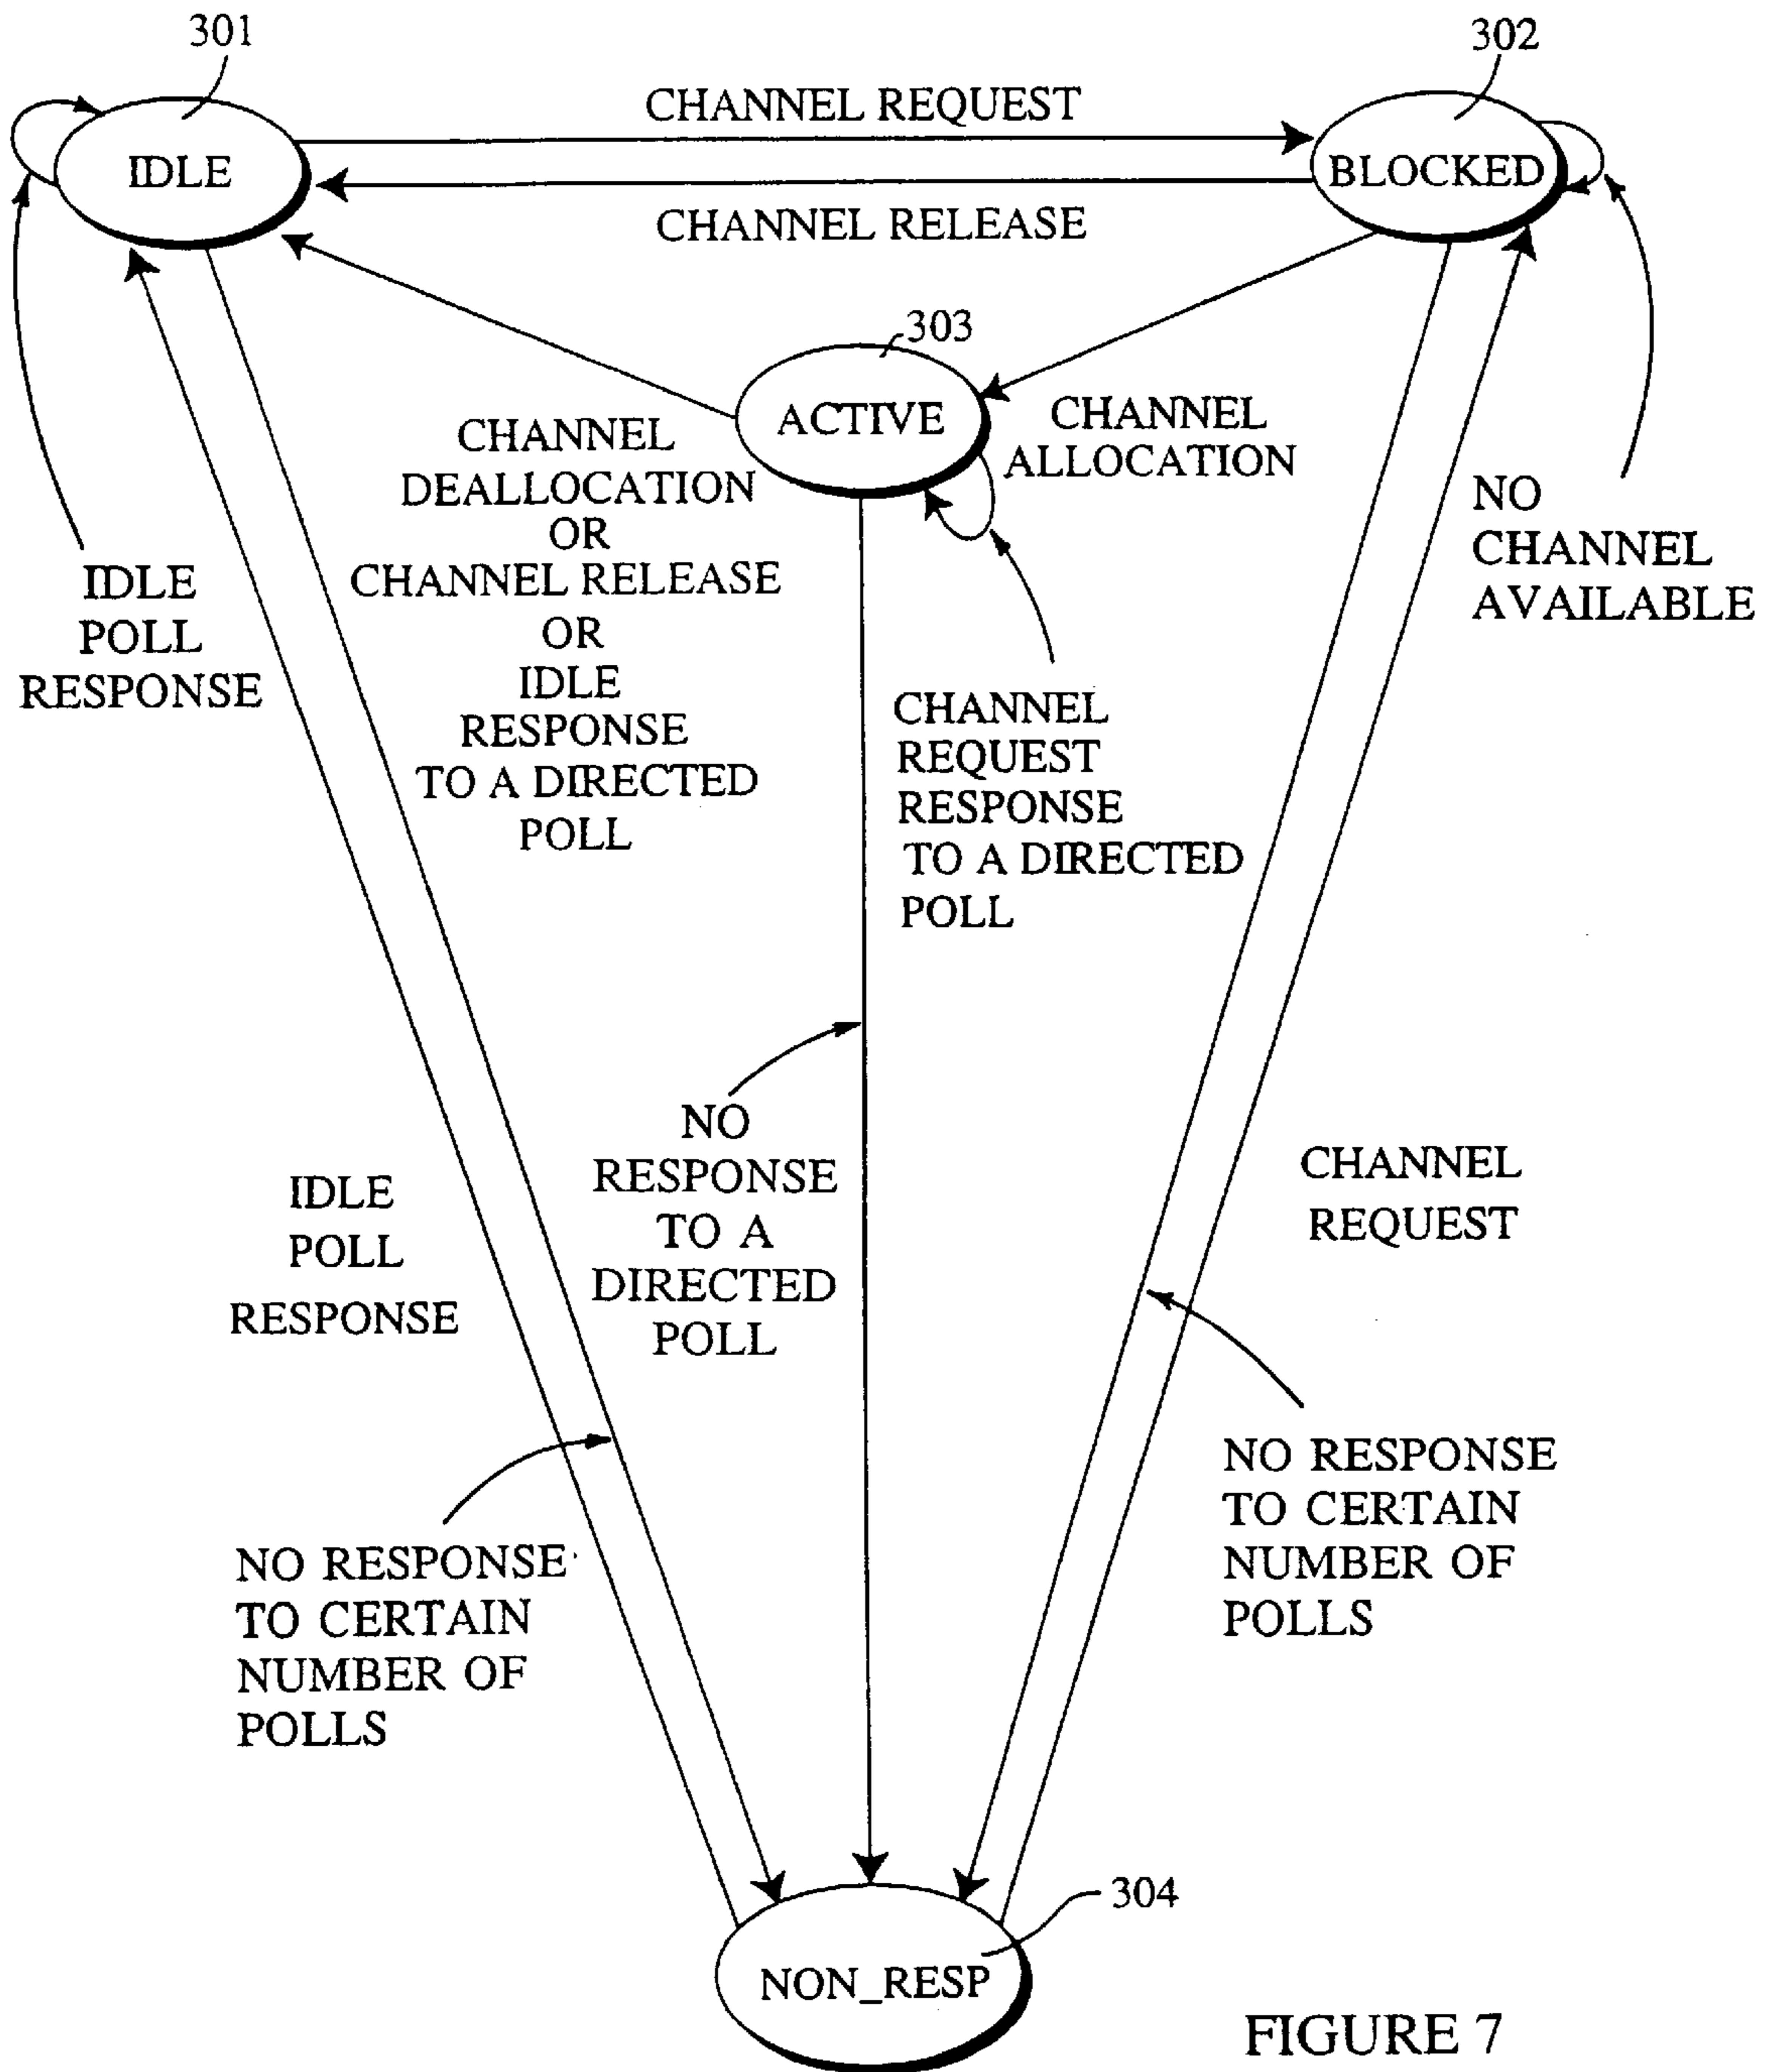 301
302
CHANNEL REQUEST
IDLE
BLOCKED
CHANNEL RELEASE
303
ACTIVE
CHANNEL
ALLOCATION
CHANNEL
DEALLOCATION
OR
CHANNEL RELEASE
OR
IDLE
RESPONSE
TO A DIRECTED
POLL
NO
CHANNEL
AVAILABLE
IDLE
POLL
RESPONSE
CHANNEL
REQUEST
RESPONSE
TO A DIRECTED
POLL
NO
RESPONSE
TO A
DIRECTED
POLL
CHANNEL
REQUEST
IDLE
POLL
RESPONSE
NO RESPONSE
TO CERTAIN
NUMBER OF
POLLS
NO RESPONSE
TO CERTAIN
NUMBER OF
POLLS
304
NON_RESP
FIGURE 7